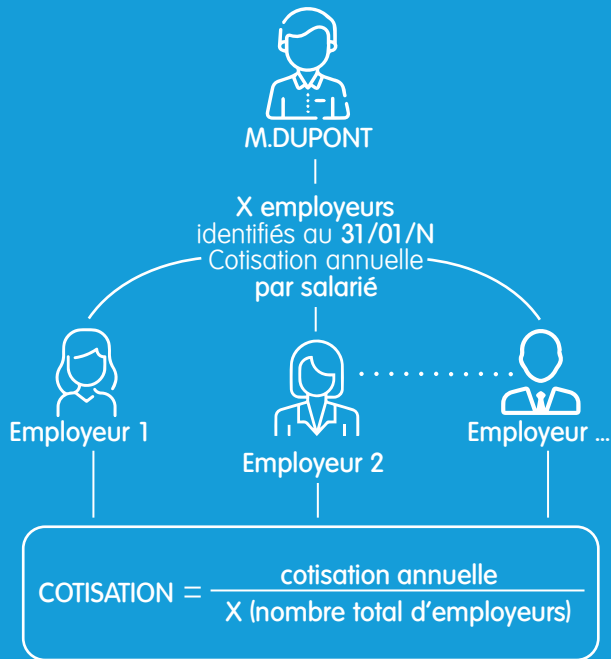 M.DUPONT
X employeurs
identifiés au 31/01/N
Cotisation annuelle
par salarié
Employeur 1
Employeur 2
Employeur ...
COTISATION = cotisation annuelle
X (nombre total d'employeurs)